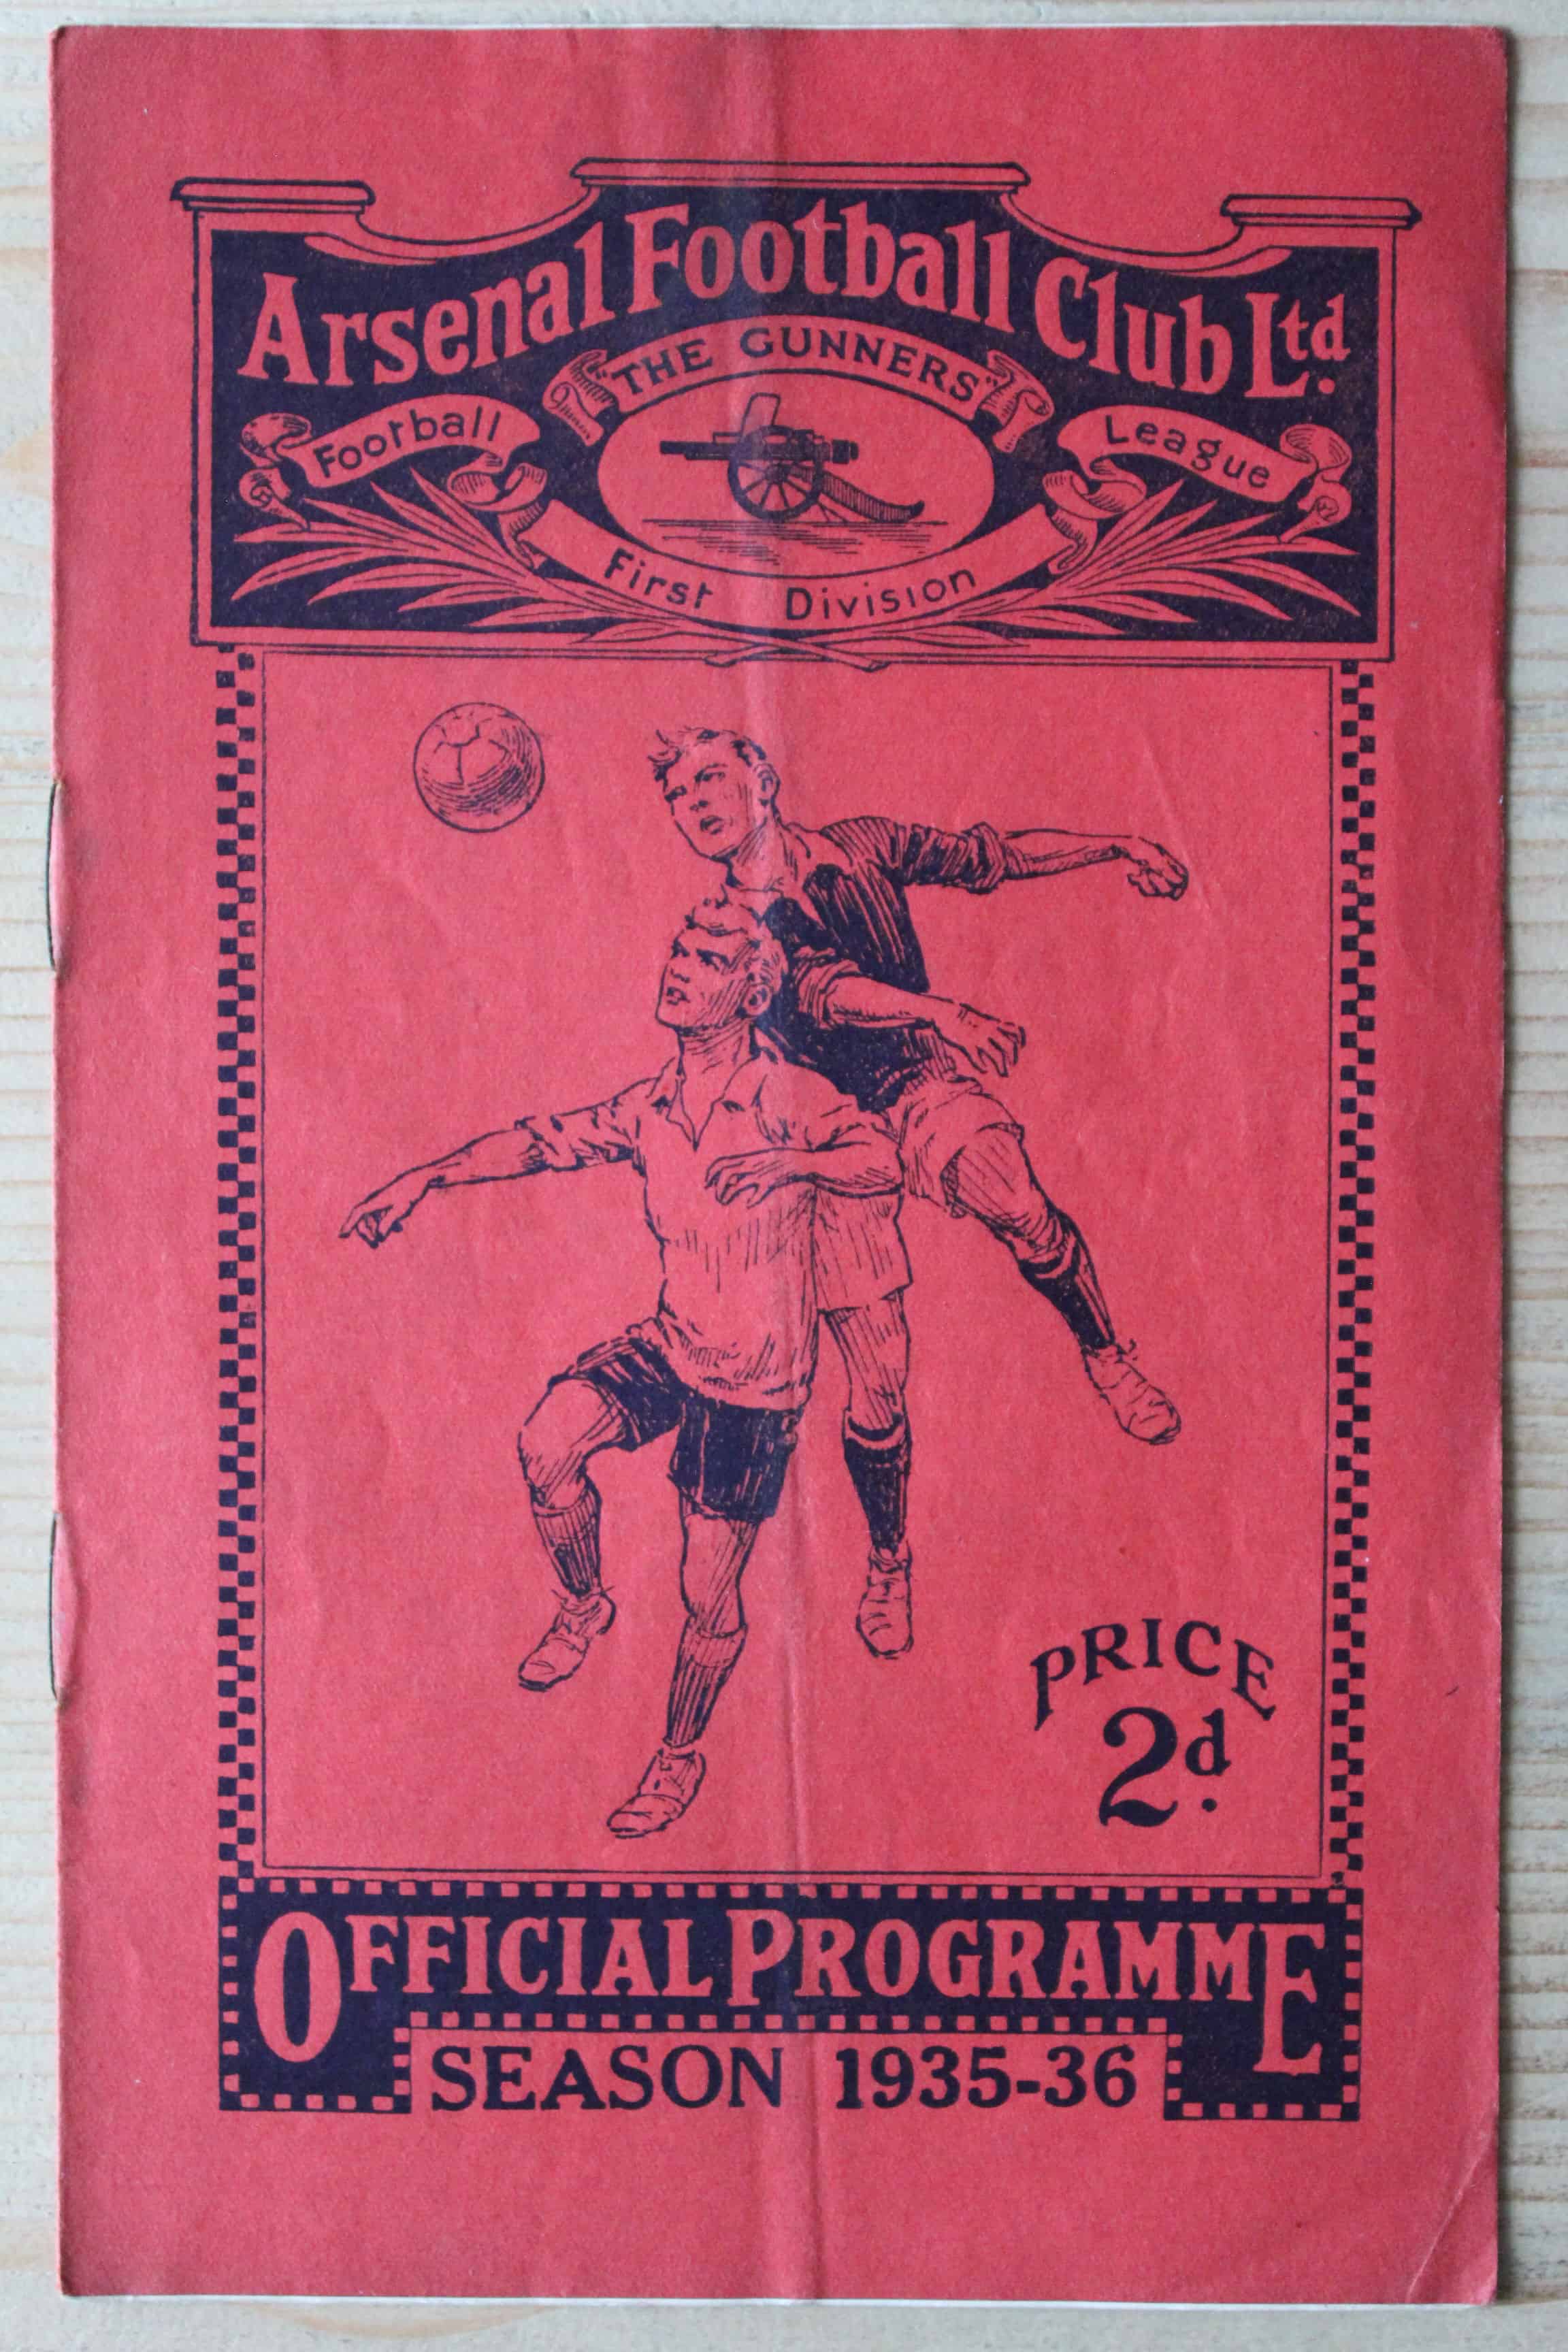 Arsenal Football Club Ltd.
"THE GUNNERS"
Football League
First Division
PRICE
2d.
OFFICIAL PROGRAMME
SEASON 1935-36